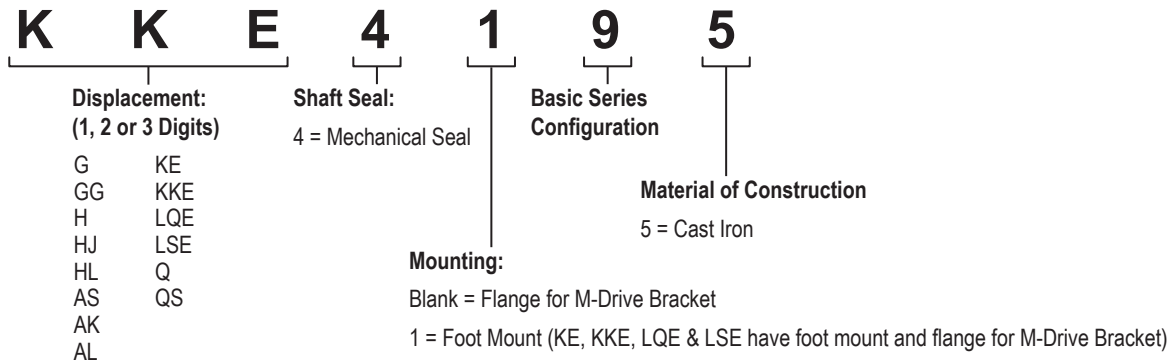 K K E 4 1 9 5
Displacement:
(1, 2 or 3 Digits)
G KE
GG KKE
H LQE
HJ LSE
HL Q
AS QS
AK
AL
Shaft Seal:
4 = Mechanical Seal
Basic Series
Configuration
Material of Construction
5 = Cast Iron
Mounting:
Blank = Flange for M-Drive Bracket
1 = Foot Mount (KE, KKE, LQE & LSE have foot mount and flange for M-Drive Bracket)